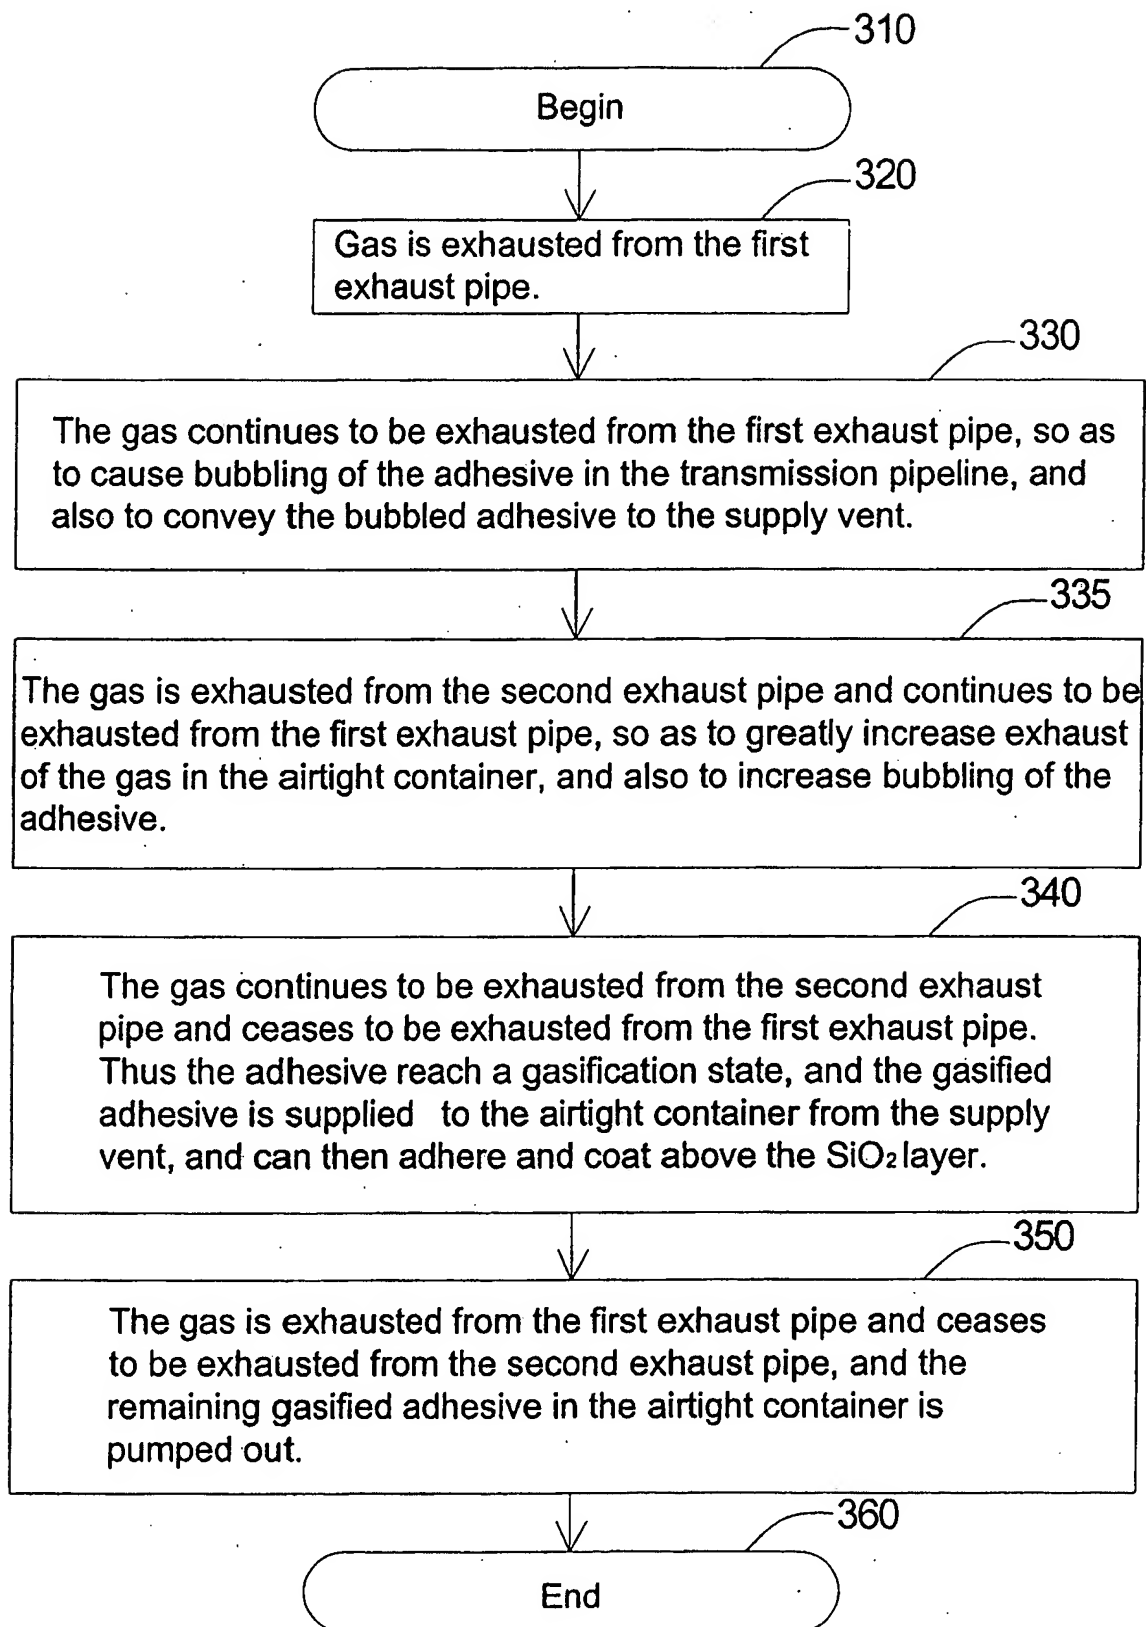 310
Begin
320
Gas is exhausted from the first
exhaust pipe.
330
The gas continues to be exhausted from the first exhaust pipe, so as
to cause bubbling of the adhesive in the transmission pipeline, and
also to convey the bubbled adhesive to the supply vent.
335
The gas is exhausted from the second exhaust pipe and continues to be
exhausted from the first exhaust pipe, so as to greatly increase exhaust
of the gas in the airtight container, and also to increase bubbling of the
adhesive.
340
The gas continues to be exhausted from the second exhaust
pipe and ceases to be exhausted from the first exhaust pipe.
Thus the adhesive reach a gasification state, and the gasified
adhesive is supplied to the airtight container from the supply
vent, and can then adhere and coat above the SiO₂ layer.
350
The gas is exhausted from the first exhaust pipe and ceases
to be exhausted from the second exhaust pipe, and the
remaining gasified adhesive in the airtight container is
pumped out.
360
End